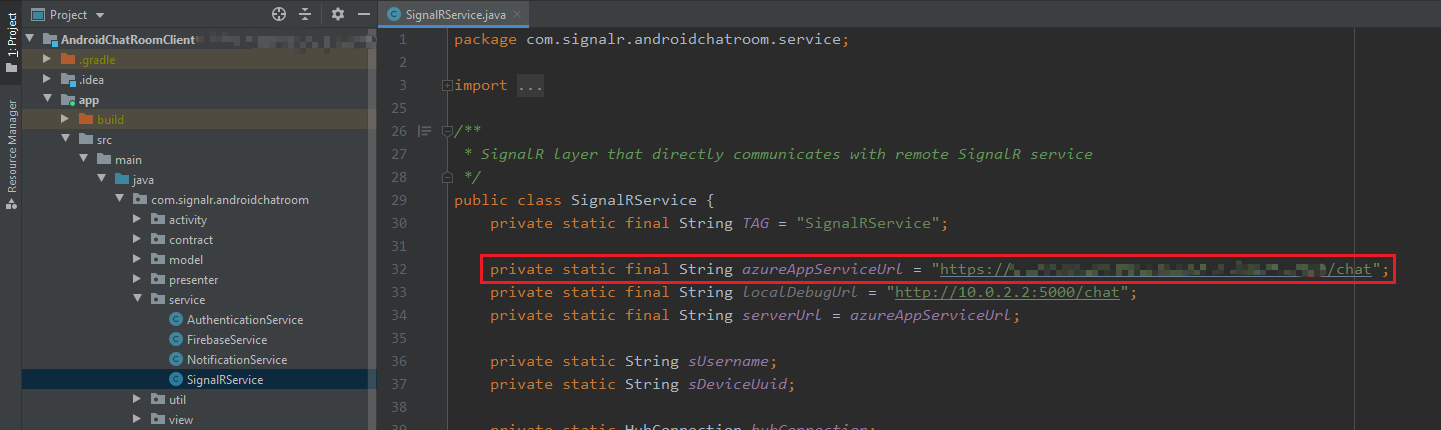 Project
SignalRService.java
1: Project
Resource Manager
AndroidChatRoomClient
.gradle
.idea
app
build
src
main
java
com.signalr.androidchatroom
activity
contract
model
presenter
service
AuthenticationService
FirebaseService
NotificationService
SignalRService
util
view
1 package com.signalr.androidchatroom.service;
2
3 import ...
25
26 /**
27 * SignalR layer that directly communicates with remote SignalR service
28 */
29 public class SignalRService {
30 private static final String TAG = "SignalRService";
31
32 private static final String azureAppServiceUrl = "https:// /chat";
33 private static final String localDebugUrl = "http://10.0.2.2:5000/chat";
34 private static final String serverUrl = azureAppServiceUrl;
35
36 private static String sUsername;
37 private static String sDeviceUuid;
38
39 private static HubConnection hubConnection;